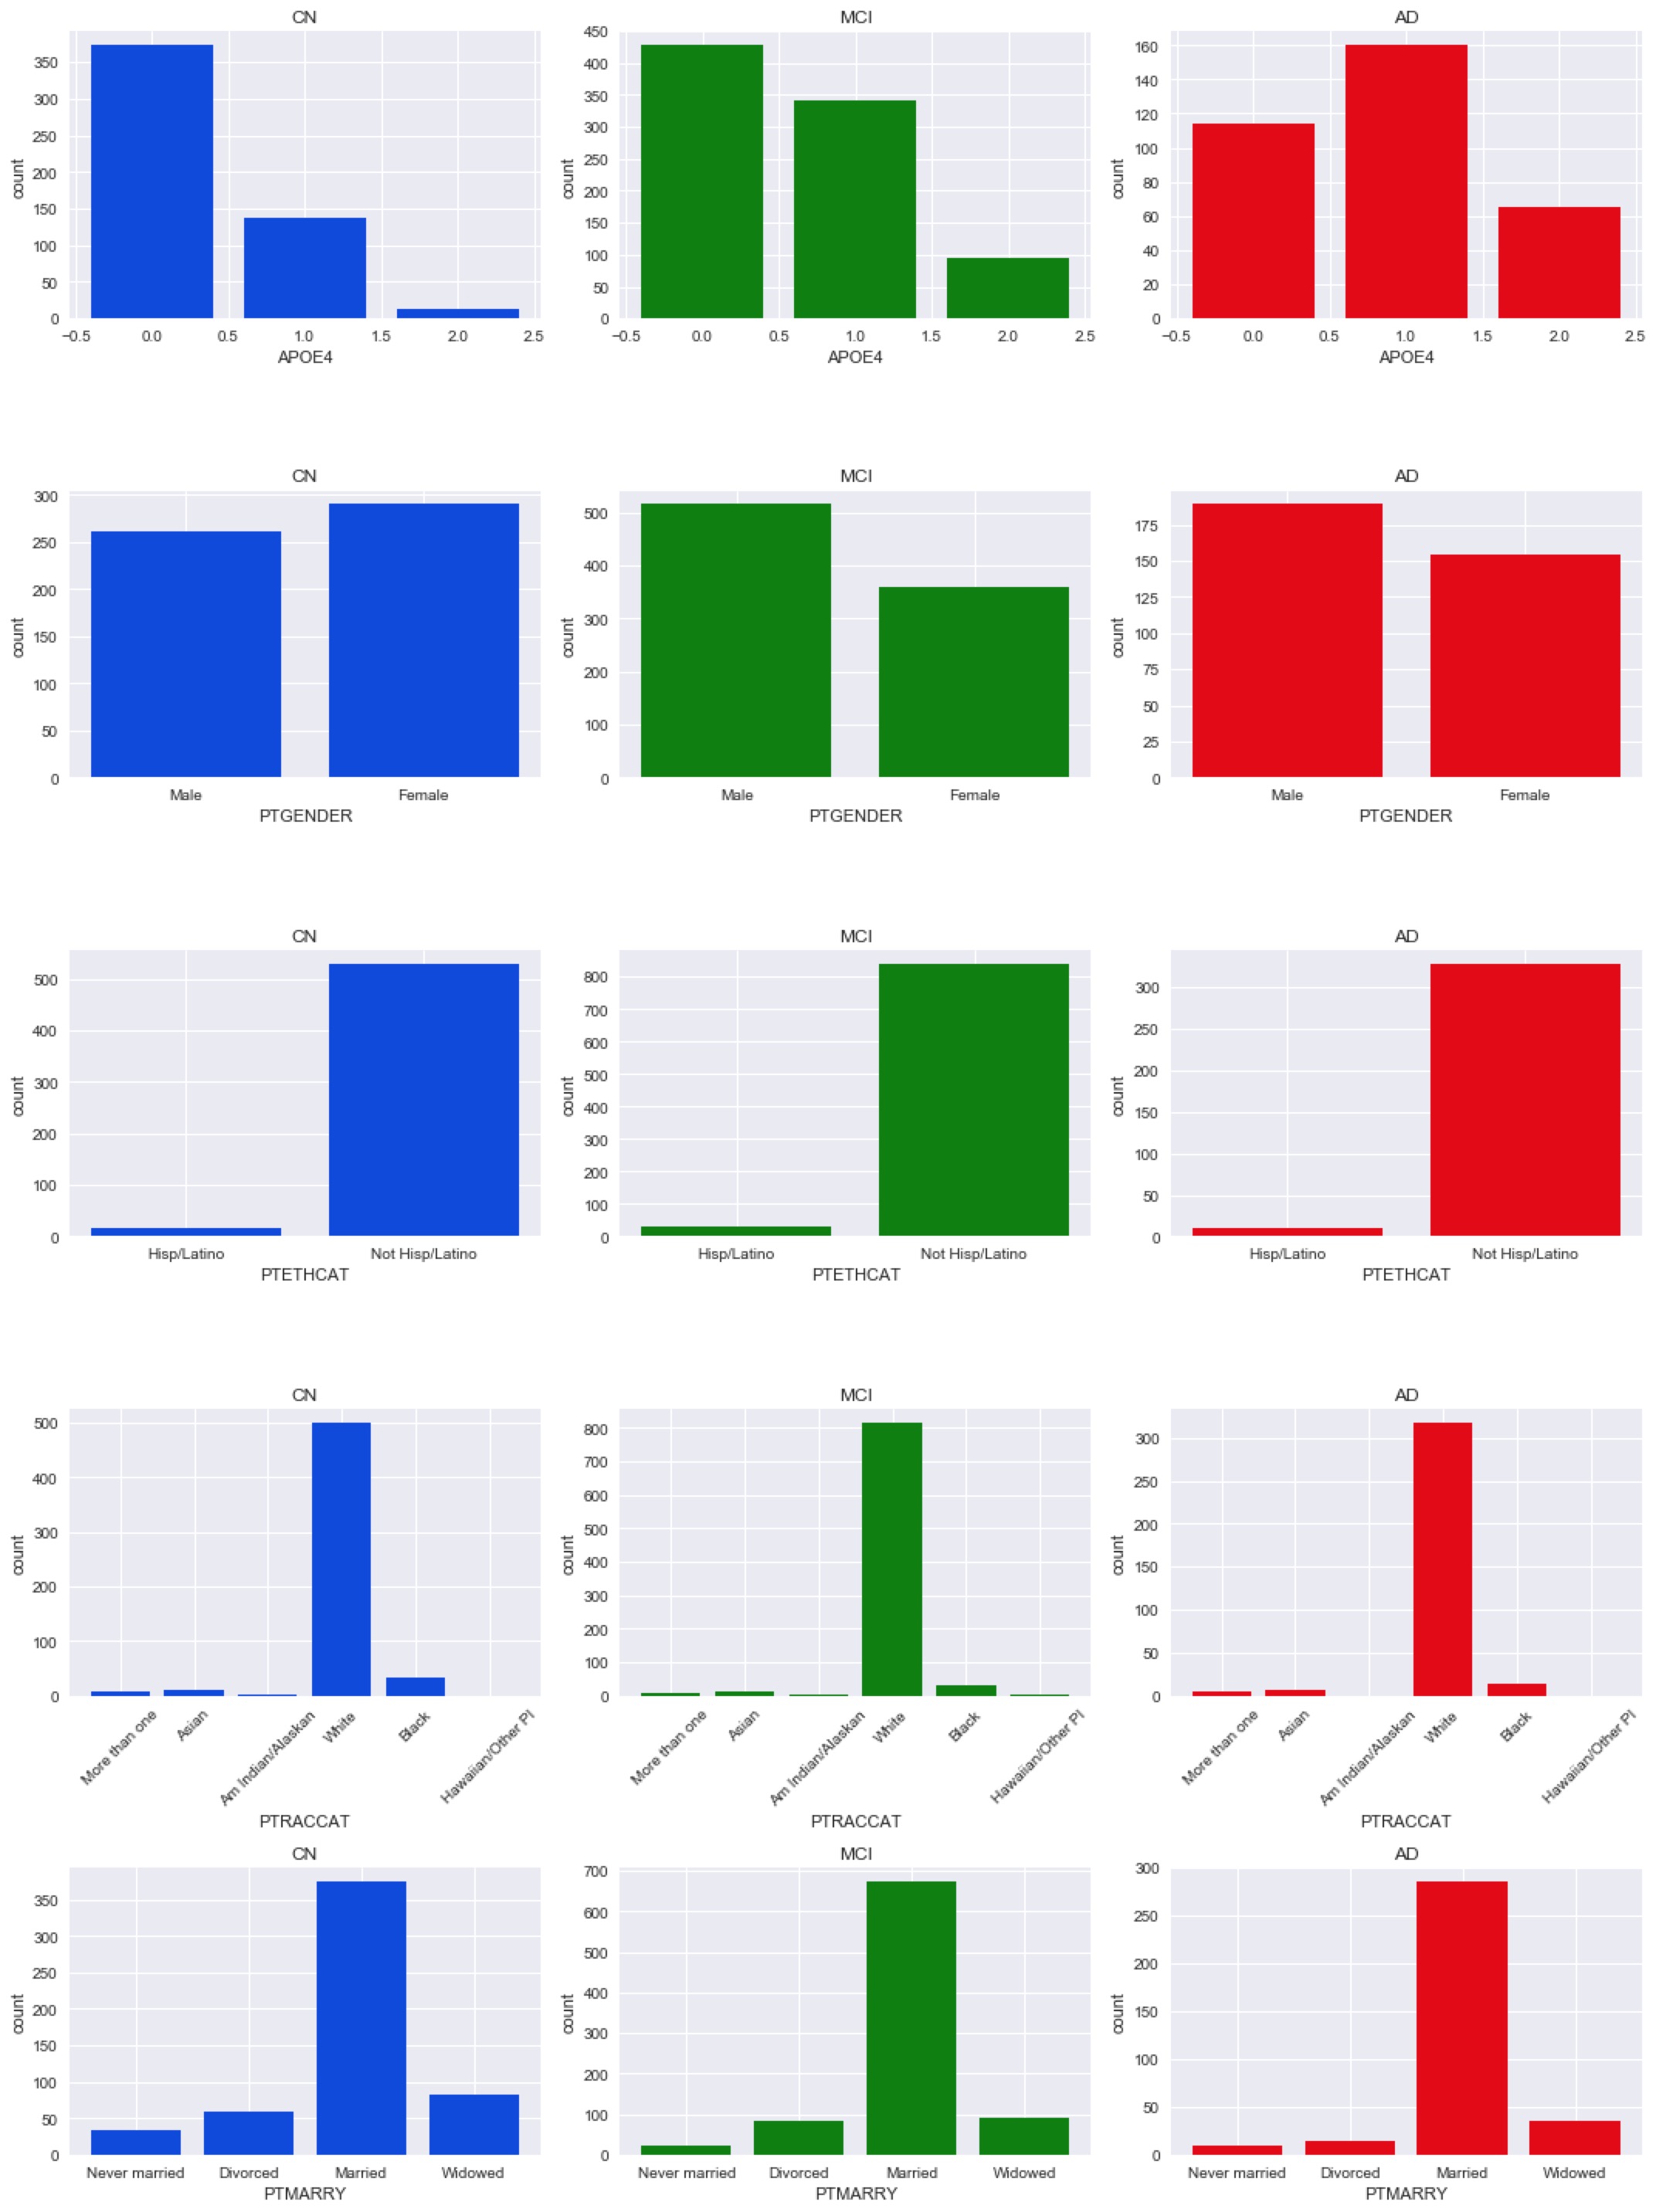 CN MCI AD
count 0 50 100 150 200 250 300 350
−0.5 0.0 0.5 1.0 1.5 2.0 2.5
APOE4
count 0 50 100 150 200 250 300 350 400 450
−0.5 0.0 0.5 1.0 1.5 2.0 2.5
APOE4
count 0 20 40 60 80 100 120 140 160
−0.5 0.0 0.5 1.0 1.5 2.0 2.5
APOE4
CN MCI AD
count 0 50 100 150 200 250 300
Male Female
PTGENDER
count 0 100 200 300 400 500
Male Female
PTGENDER
count 0 25 50 75 100 125 150 175
Male Female
PTGENDER
CN MCI AD
count 0 100 200 300 400 500
Hisp/Latino Not Hisp/Latino
PTETHCAT
count 0 100 200 300 400 500 600 700 800
Hisp/Latino Not Hisp/Latino
PTETHCAT
count 0 50 100 150 200 250 300
Hisp/Latino Not Hisp/Latino
PTETHCAT
CN MCI AD
count 0 100 200 300 400 500
More than one Asian Am Indian/Alaskan White Black Hawaiian/Other PI
PTRACCAT
count 0 100 200 300 400 500 600 700 800
More than one Asian Am Indian/Alaskan White Black Hawaiian/Other PI
PTRACCAT
count 0 50 100 150 200 250 300
More than one Asian Am Indian/Alaskan White Black Hawaiian/Other PI
PTRACCAT
CN MCI AD
count 0 50 100 150 200 250 300 350
Never married Divorced Married Widowed
PTMARRY
count 0 100 200 300 400 500 600 700
Never married Divorced Married Widowed
PTMARRY
count 0 50 100 150 200 250 300
Never married Divorced Married Widowed
PTMARRY